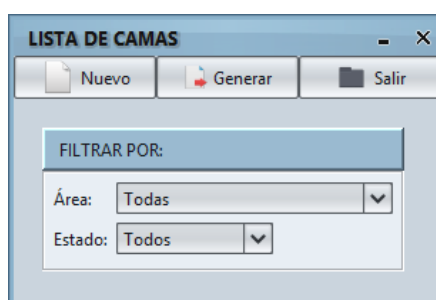 LISTA DE CAMAS
Nuevo Generar Salir
FILTRAR POR:
Área: Todas
Estado: Todos